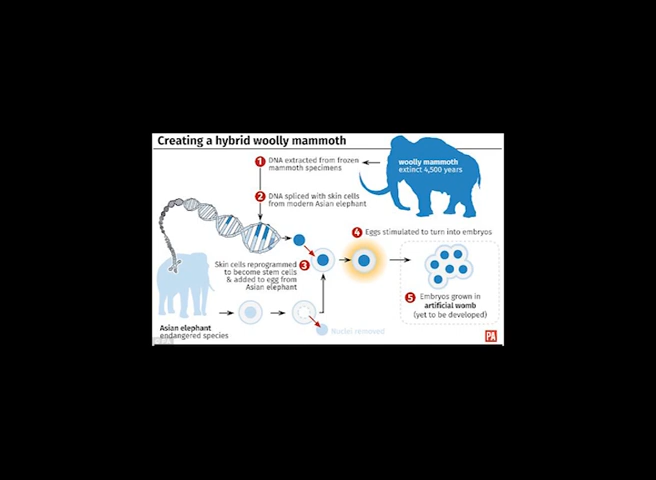 Creating a hybrid woolly mammoth
1 DNA extracted from frozen
mammoth specimens
woolly mammoth
extinct 4,500 years
2 DNA spliced with skin cells
from modern Asian elephant
4 Eggs stimulated to turn into embryos
Skin cells reprogrammed 3
to become stem cells
& added to egg from
Asian elephant
5 Embryos grown in
artificial womb
(yet to be developed)
Asian elephant
endangered species
Nuclei removed
PA